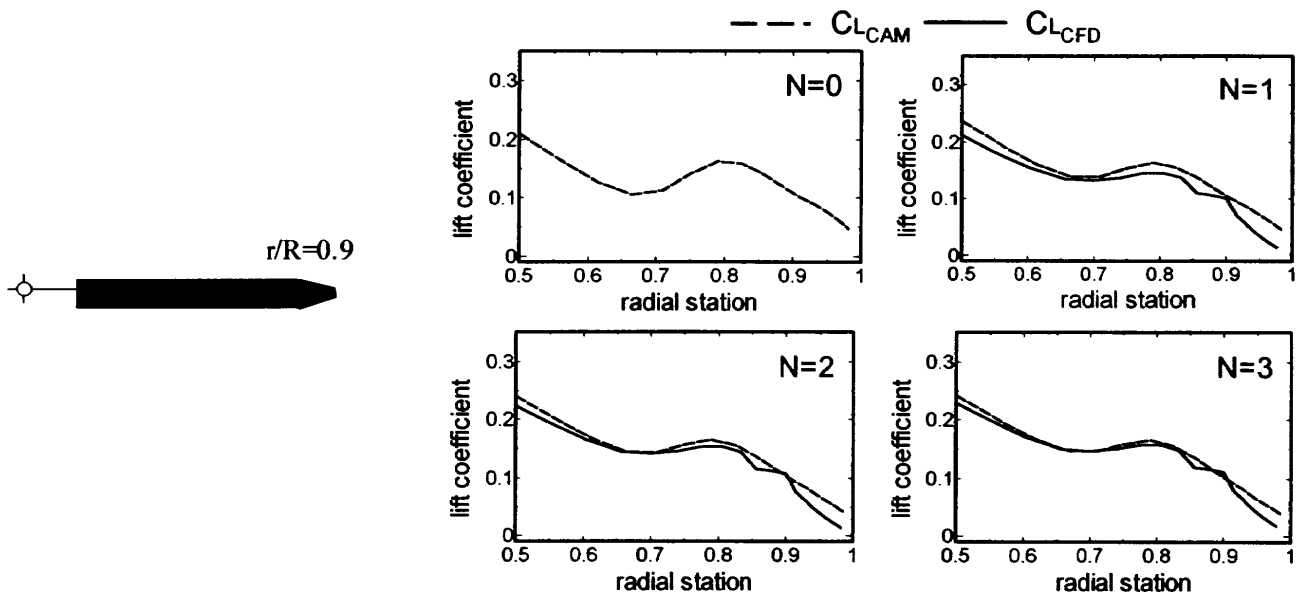 CL_CAM CL_CFD
r/R=0.9
N=0
lift coefficient
0.3
0.2
0.1
0
0.5 0.6 0.7 0.8 0.9 1
radial station
N=1
lift coefficient
0.3
0.2
0.1
0
0.5 0.6 0.7 0.8 0.9 1
radial station
N=2
lift coefficient
0.3
0.2
0.1
0
0.5 0.6 0.7 0.8 0.9 1
radial station
N=3
lift coefficient
0.3
0.2
0.1
0
0.5 0.6 0.7 0.8 0.9 1
radial station